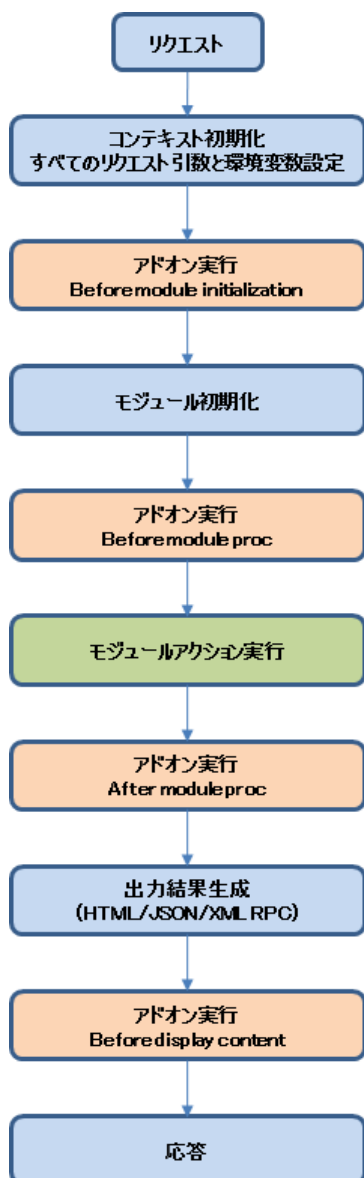 リクエスト
コンテキスト初期化
すべてのリクエスト引数と環境変数設定
アドオン実行
Before module initialization
モジュール初期化
アドオン実行
Before module proc
モジュールアクション実行
アドオン実行
After module proc
出力結果生成
(HTML/JSON/XML RPC)
アドオン実行
Before display content
応答